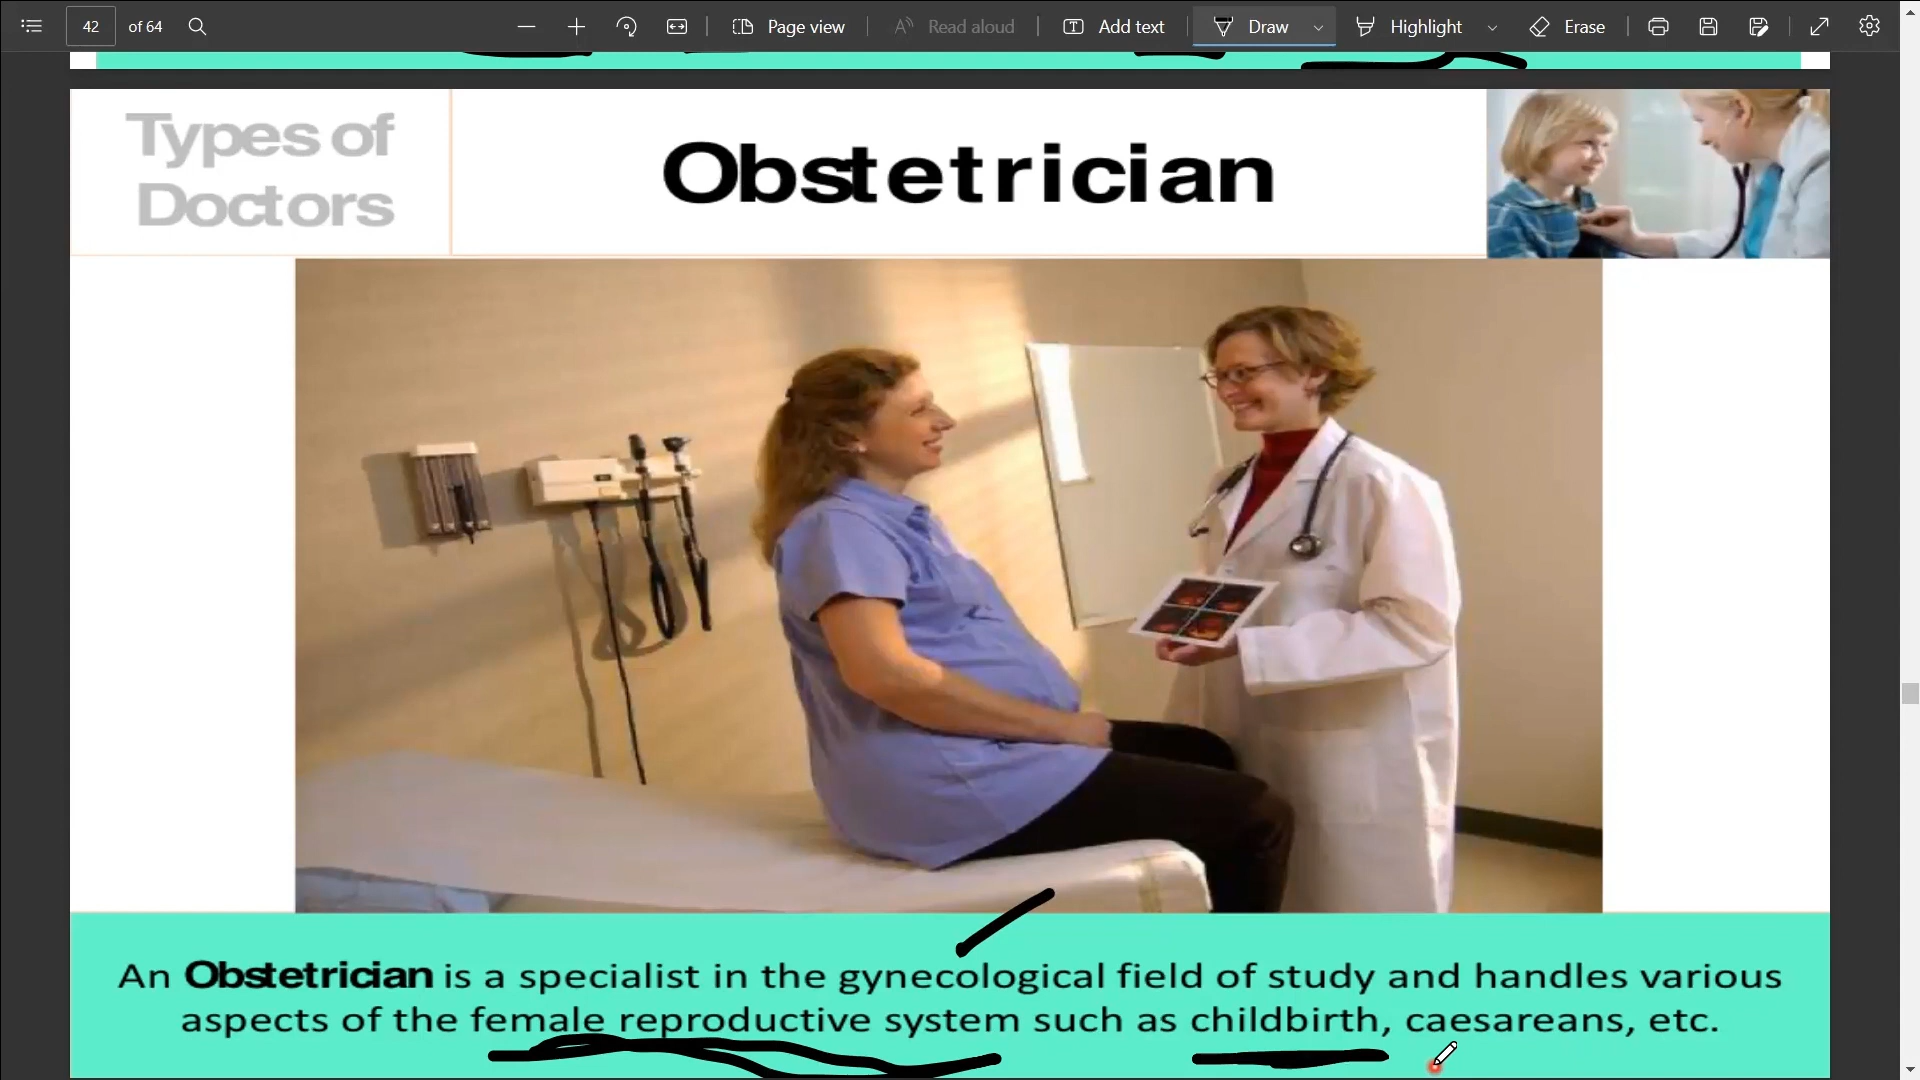 42 of 64 Page view Read aloud Add text Draw Highlight Erase
Types of
Doctors
Obstetrician
An Obstetrician is a specialist in the gynecological field of study and handles various
aspects of the female reproductive system such as childbirth, caesareans, etc.